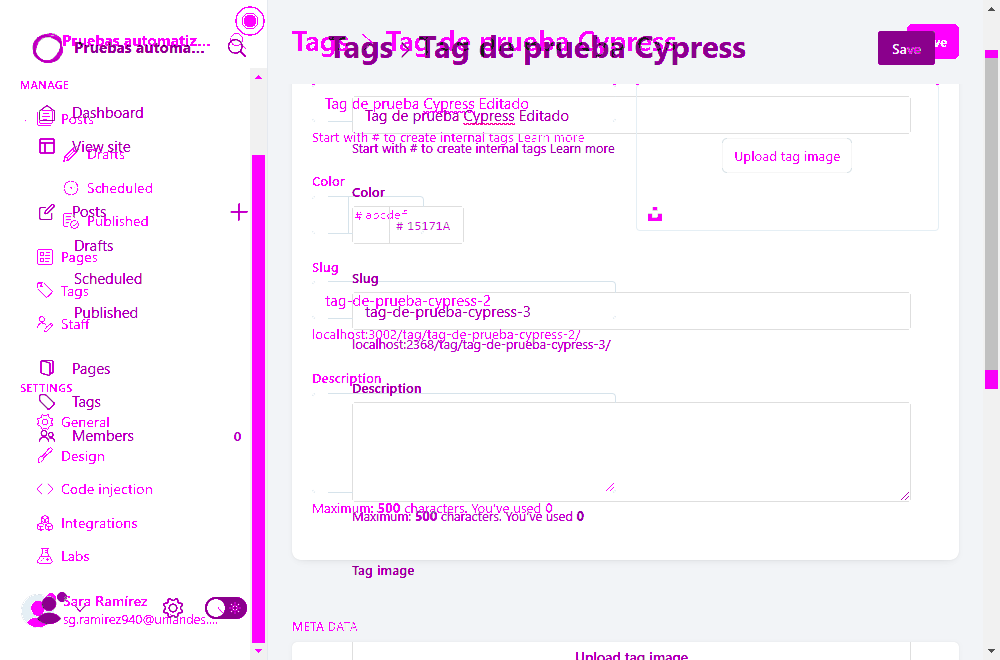 Pruebas automatiz...
Pruebas automa...
Tags > Tag de prueba Cypress
Tags > Tag de prueba Cypress
Save
Save
MANAGE
Dashboard
Posts
View site
Drafts
Scheduled
Posts
Published
Drafts
Pages
Scheduled
Tags
Published
Staff
Pages
SETTINGS
Tags
General
Members 0
Design
Code injection
Integrations
Labs
Sara Ramírez
sg.ramirez940@uniandes....
Tag de prueba Cypress Editado
Tag de prueba Cypress Editado
Start with # to create internal tags Learn more
Start with # to create internal tags Learn more
Upload tag image
Color
Color
# abcdef
# 15171A
Slug
Slug
tag-de-prueba-cypress-2
tag-de-prueba-cypress-3
localhost:3002/tag/tag-de-prueba-cypress-2/
localhost:2368/tag/tag-de-prueba-cypress-3/
Description
Description
Maximum: 500 characters. You've used 0
Maximum: 500 characters. You've used 0
Tag image
META DATA
Upload tag image